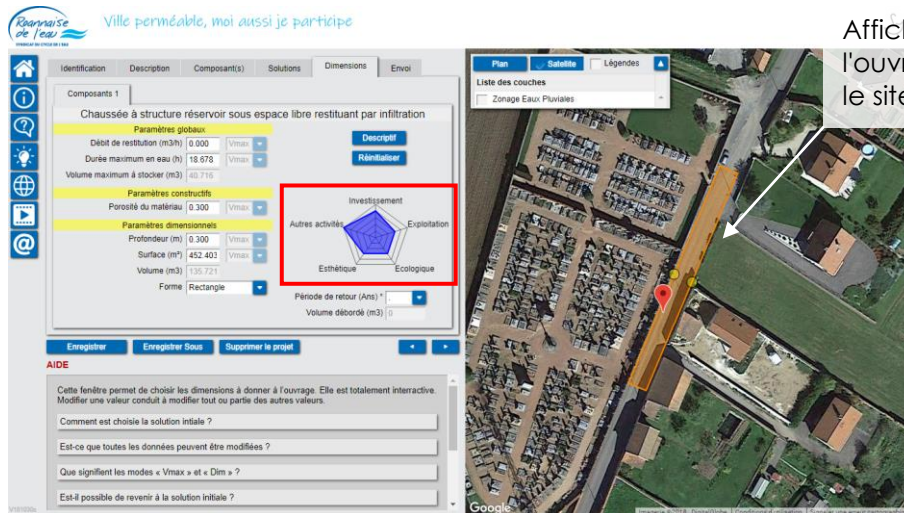 Roannaise
de l'eau
Ville perméable, moi aussi je participe
Affich
l'ouvr
le site
Identification Description Composant(s) Solutions Dimensions Envoi
Composants 1
Chaussée à structure réservoir sous espace libre restituant par infiltration
Paramètres globaux
Débit de restitution (m3/h) 0.000 Vmax
Durée maximum en eau (h) 18.678 Vmax
Volume maximum à stocker (m3) 40.716
Paramètres constructifs
Porosité du matériau 0.300 Vmax
Paramètres dimensionnels
Profondeur (m) 0.300 Vmax
Surface (m²) 452.403 Vmax
Volume (m3) 135.721
Forme Rectangle
Descriptif
Réinitialiser
Investissement
Autres activités
Exploitation
Esthétique
Ecologique
Période de retour (Ans) * .
Volume débordé (m3) 0
Enregistrer Enregistrer Sous Supprimer le projet
AIDE
Cette fenêtre permet de choisir les dimensions à donner à l'ouvrage. Elle est totalement interractive.
Modifier une valeur conduit à modifier tout ou partie des autres valeurs.
Comment est choisie la solution intiale ?
Est-ce que toutes les données peuvent être modifiées ?
Que signifient les modes « Vmax » et « Dim » ?
Est-il possible de revenir à la solution initiale ?
Plan Satellite Légendes
Liste des couches
Zonage Eaux Pluviales
Google